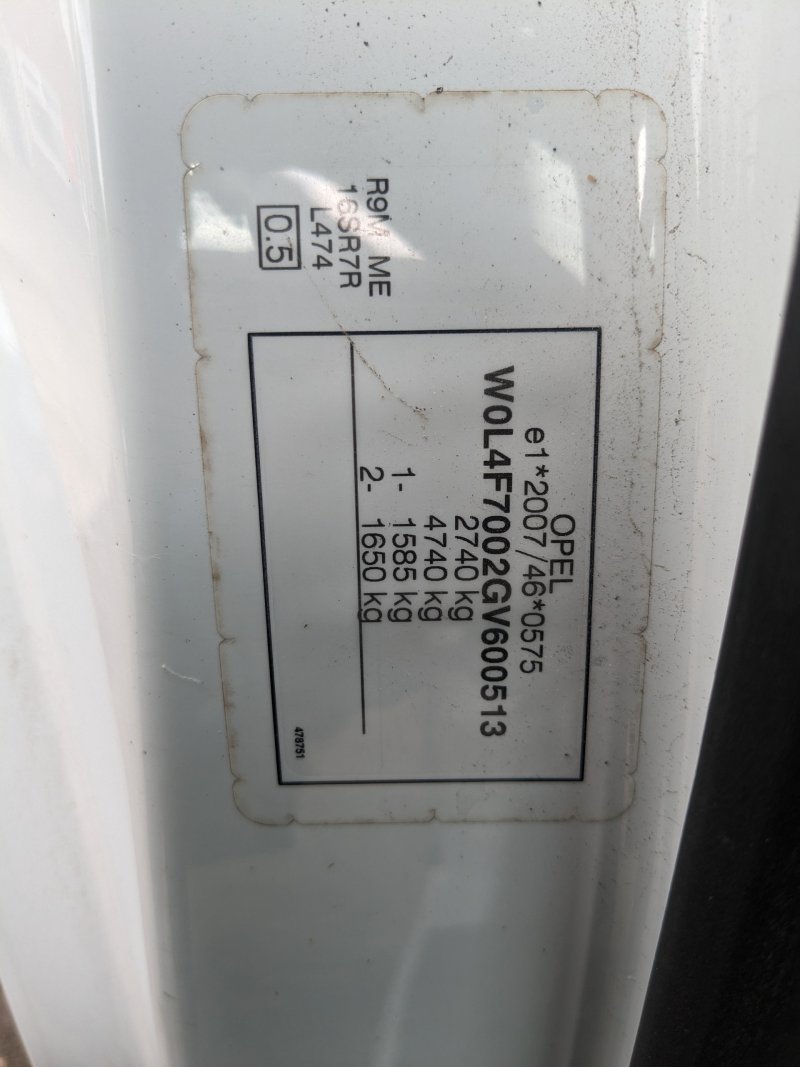 OPEL
e1*2007/46*0575
W0L4F7002GV600513
2740 kg
4740 kg
1- 1585 kg
2- 1650 kg
478751
R9M ME
16SR7R
L474
0.5